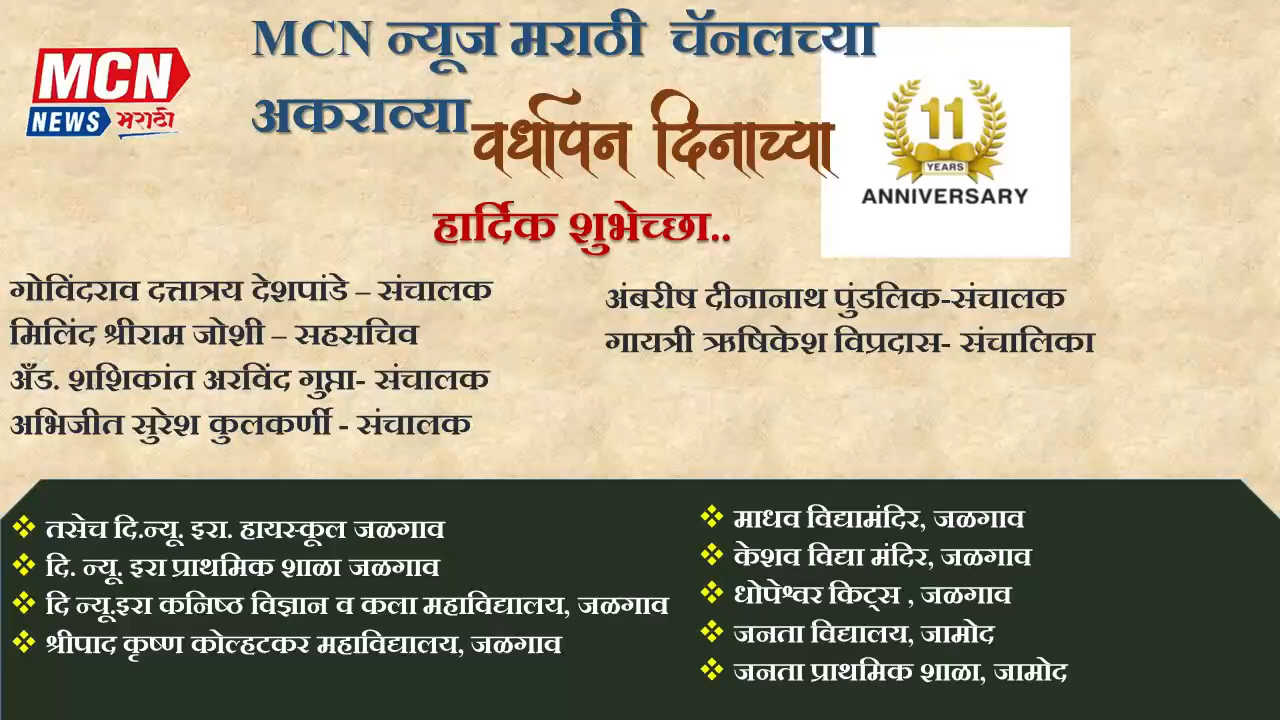 MCN
NEWS मराठी
MCN न्यूज मराठी चॅनलच्या
अकराव्या वर्धापन दिनाच्या
11
YEARS
ANNIVERSARY
हार्दिक शुभेच्छा..
गोविंदराव दत्तात्रय देशपांडे – संचालक
मिलिंद श्रीराम जोशी – सहसचिव
अँड. शशिकांत अरविंद गुप्ता- संचालक
अभिजीत सुरेश कुलकर्णी - संचालक
अंबरीष दीनानाथ पुंडलिक-संचालक
गायत्री ऋषिकेश विप्रदास- संचालिका
❖ तसेच दि.न्यू. इरा. हायस्कूल जळगाव
❖ दि. न्यू. इरा प्राथमिक शाळा जळगाव
❖ दि न्यू.इरा कनिष्ठ विज्ञान व कला महाविद्यालय, जळगाव
❖ श्रीपाद कृष्ण कोल्हटकर महाविद्यालय, जळगाव
❖ माधव विद्यामंदिर, जळगाव
❖ केशव विद्या मंदिर, जळगाव
❖ धोपेश्वर किट्स , जळगाव
❖ जनता विद्यालय, जामोद
❖ जनता प्राथमिक शाळा, जामोद